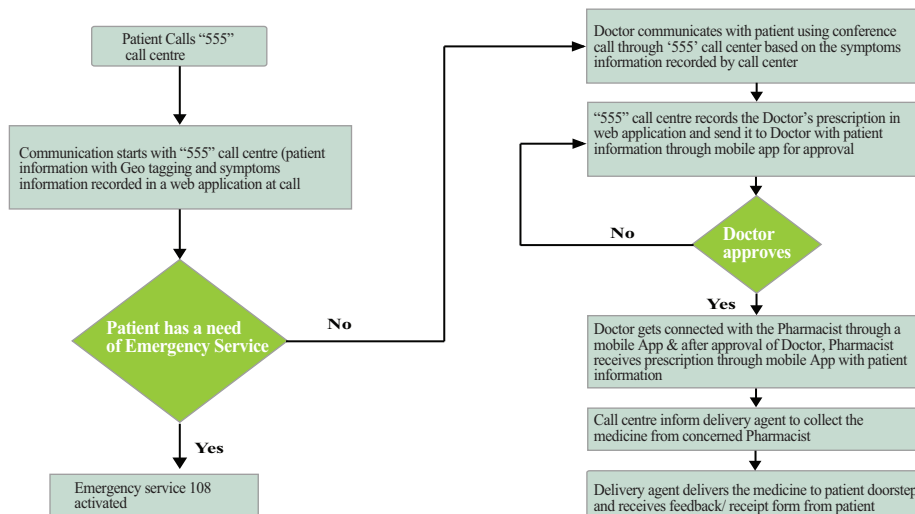 Patient Calls “555”
call centre
Communication starts with “555” call centre (patient
information with Geo tagging and symptoms
information recorded in a web application at call
Patient has a need
of Emergency Service
No
Yes
Emergency service 108
activated
Doctor communicates with patient using conference
call through ‘555’ call center based on the symptoms
information recorded by call center
“555” call centre records the Doctor’s prescription in
web application and send it to Doctor with patient
information through mobile app for approval
Doctor
approves
No
Yes
Doctor gets connected with the Pharmacist through a
mobile App & after approval of Doctor, Pharmacist
receives prescription through mobile App with patient
information
Call centre inform delivery agent to collect the
medicine from concerned Pharmacist
Delivery agent delivers the medicine to patient doorstep
and receives feedback/ receipt form from patient